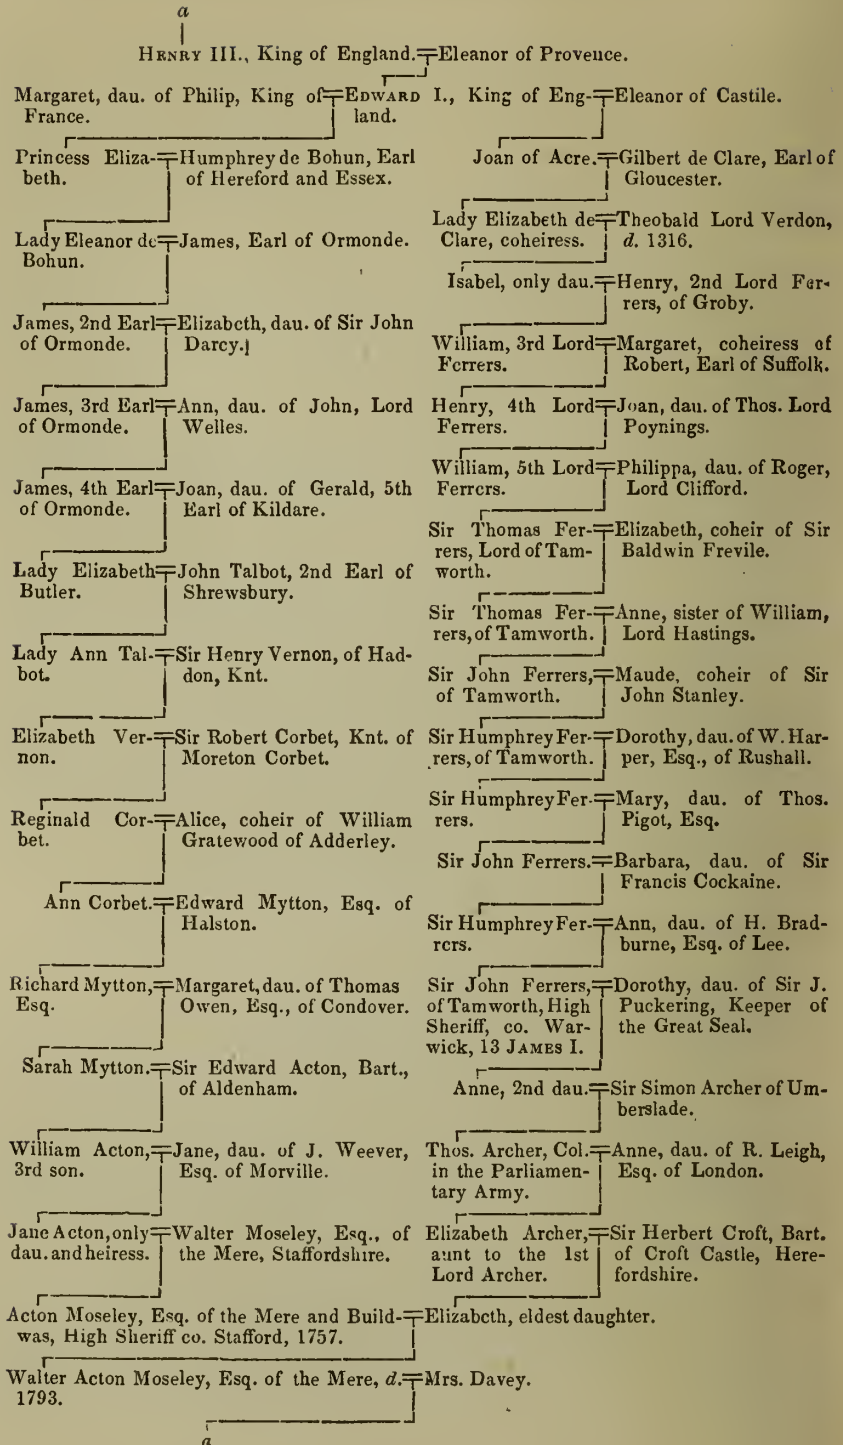 a
HENRY III., King of England.=Eleanor of Provence.
Margaret, dau. of Philip, King of=EDWARD I., King of Eng-=Eleanor of Castile.
France. land.
Princess Eliza-=Humphrey de Bohun, Earl
beth. of Hereford and Essex.
Lady Eleanor de=James, Earl of Ormonde.
Bohun.
James, 2nd Earl=Elizabeth, dau. of Sir John
of Ormonde. Darcy.
James, 3rd Earl=Ann, dau. of John, Lord
of Ormonde. Welles.
James, 4th Earl=Joan, dau. of Gerald, 5th
of Ormonde. Earl of Kildare.
Lady Elizabeth=John Talbot, 2nd Earl of
Butler. Shrewsbury.
Lady Ann Tal-=Sir Henry Vernon, of Had-
bot. don, Knt.
Elizabeth Ver-=Sir Robert Corbet, Knt. of
non. Moreton Corbet.
Reginald Cor-=Alice, coheir of William
bet. Gratewood of Adderley.
Ann Corbet.=Edward Mytton, Esq. of
Halston.
Richard Mytton,=Margaret, dau. of Thomas
Esq. Owen, Esq., of Condover.
Sarah Mytton.=Sir Edward Acton, Bart.,
of Aldenham.
William Acton,=Jane, dau. of J. Weever,
3rd son. Esq. of Morville.
Jane Acton, only=Walter Moseley, Esq., of
dau. and heiress. the Mere, Staffordshire.
Joan of Acre.=Gilbert de Clare, Earl of
Gloucester.
Lady Elizabeth de=Theobald Lord Verdon,
Clare, coheiress. d. 1316.
Isabel, only dau.=Henry, 2nd Lord Fer-
rers, of Groby.
William, 3rd Lord=Margaret, coheiress of
Ferrers. Robert, Earl of Suffolk.
Henry, 4th Lord=Joan, dau. of Thos. Lord
Ferrers. Poynings.
William, 5th Lord=Philippa, dau. of Roger,
Ferrers. Lord Clifford.
Sir Thomas Fer-=Elizabeth, coheir of Sir
rers, Lord of Tam- Baldwin Frevile.
worth.
Sir Thomas Fer-=Anne, sister of William,
rers, of Tamworth. Lord Hastings.
Sir John Ferrers,=Maude, coheir of Sir
of Tamworth. John Stanley.
Sir Humphrey Fer-=Dorothy, dau. of W. Har-
rers, of Tamworth. per, Esq., of Rushall.
Sir Humphrey Fer-=Mary, dau. of Thos.
rers. Pigot, Esq.
Sir John Ferrers.=Barbara, dau. of Sir
Francis Cockaine.
Sir Humphrey Fer-=Ann, dau. of H. Brad-
rers. burne, Esq. of Lee.
Sir John Ferrers,=Dorothy, dau. of Sir J.
of Tamworth, High Puckering, Keeper of
Sheriff, co. War- the Great Seal.
wick, 13 JAMES I.
Anne, 2nd dau.=Sir Simon Archer of Um-
berslade.
Thos. Archer, Col.=Anne, dau. of R. Leigh,
in the Parliamen- Esq. of London.
tary Army.
Elizabeth Archer,=Sir Herbert Croft, Bart.
aunt to the 1st of Croft Castle, Here-
Lord Archer. fordshire.
Acton Moseley, Esq. of the Mere and Build-=Elizabeth, eldest daughter.
was, High Sheriff co. Stafford, 1757.
Walter Acton Moseley, Esq. of the Mere, d.=Mrs. Davey.
1793.
a